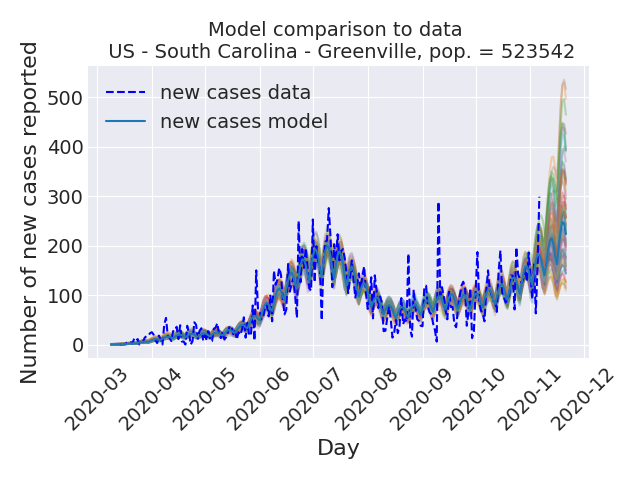 Model comparison to data
US - South Carolina - Greenville, pop. = 523542
Number of new cases reported
500
400
300
200
100
0
new cases data
new cases model
2020-03
2020-04
2020-05
2020-06
2020-07
2020-08
2020-09
2020-10
2020-11
2020-12
Day